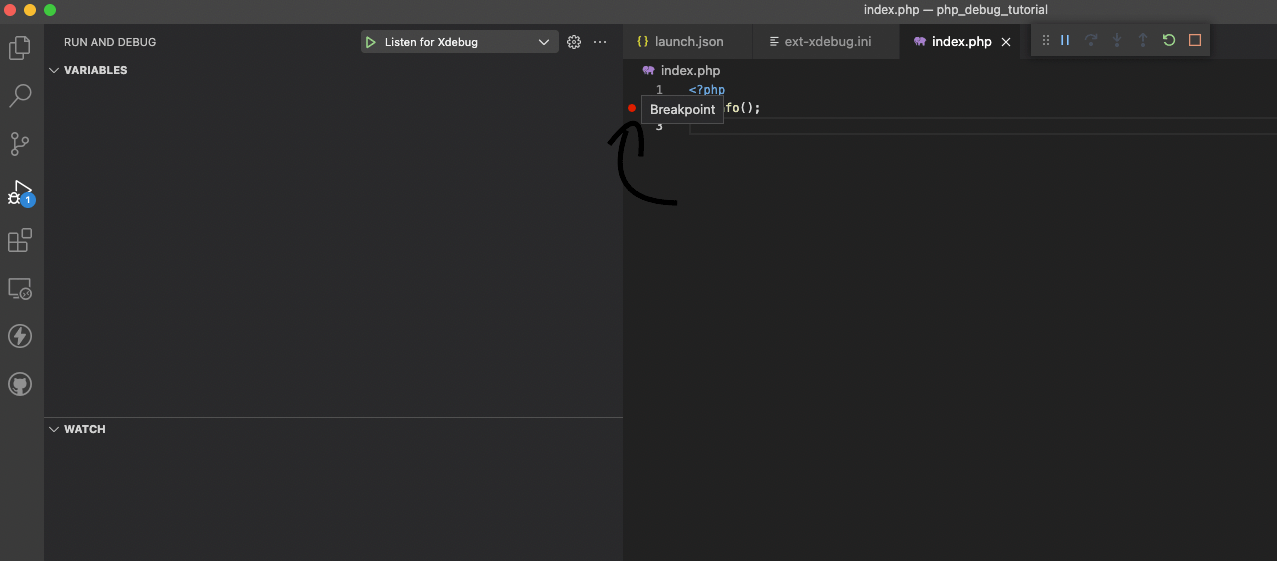 index.php — php_debug_tutorial
RUN AND DEBUG
Listen for Xdebug
VARIABLES
1
WATCH
{} launch.json
ext-xdebug.ini
index.php
index.php
1 <?php
Breakpoint
fo();
3